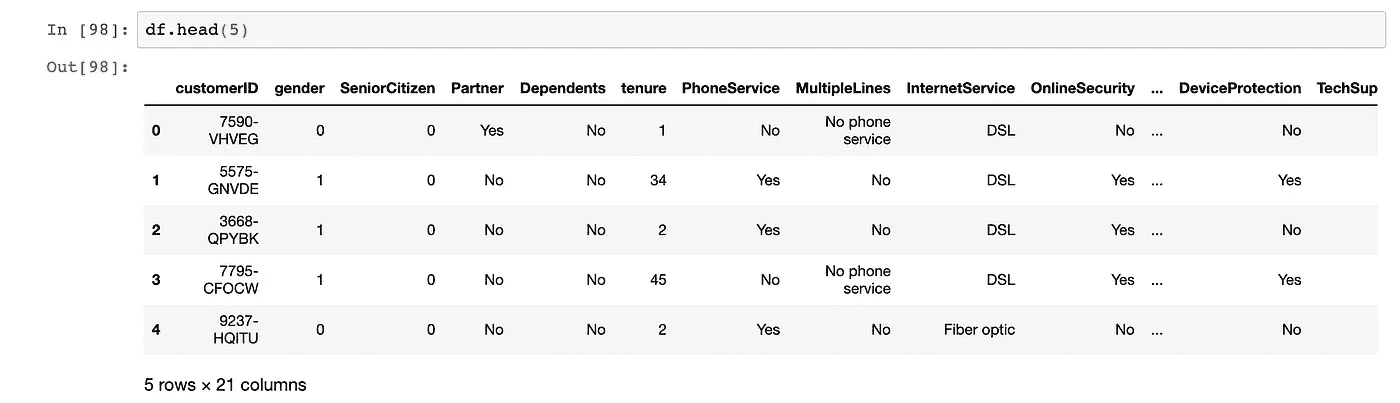 In [98]: df.head(5)
Out[98]:
customerID gender SeniorCitizen Partner Dependents tenure PhoneService MultipleLines InternetService OnlineSecurity ... DeviceProtection TechSup
0 7590-VHVEG 0 0 Yes No 1 No No phone service DSL No ... No
1 5575-GNVDE 1 0 No No 34 Yes No DSL Yes ... Yes
2 3668-QPYBK 1 0 No No 2 Yes No DSL Yes ... No
3 7795-CFOCW 1 0 No No 45 No No phone service DSL Yes ... Yes
4 9237-HQITU 0 0 No No 2 Yes No Fiber optic No ... No
5 rows × 21 columns